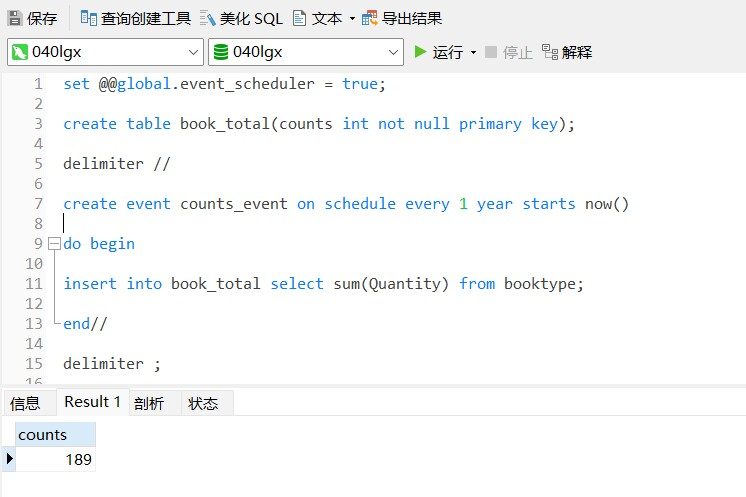 保存 查询创建工具 美化 SQL 文本 导出结果
040lgx 040lgx 运行 停止 解释
1 set @@global.event_scheduler = true;
2
3 create table book_total(counts int not null primary key);
4
5 delimiter //
6
7 create event counts_event on schedule every 1 year starts now()
8
9 do begin
10
11 insert into book_total select sum(Quantity) from booktype;
12
13 end//
14
15 delimiter ;
16
信息 Result 1 剖析 状态
counts
189